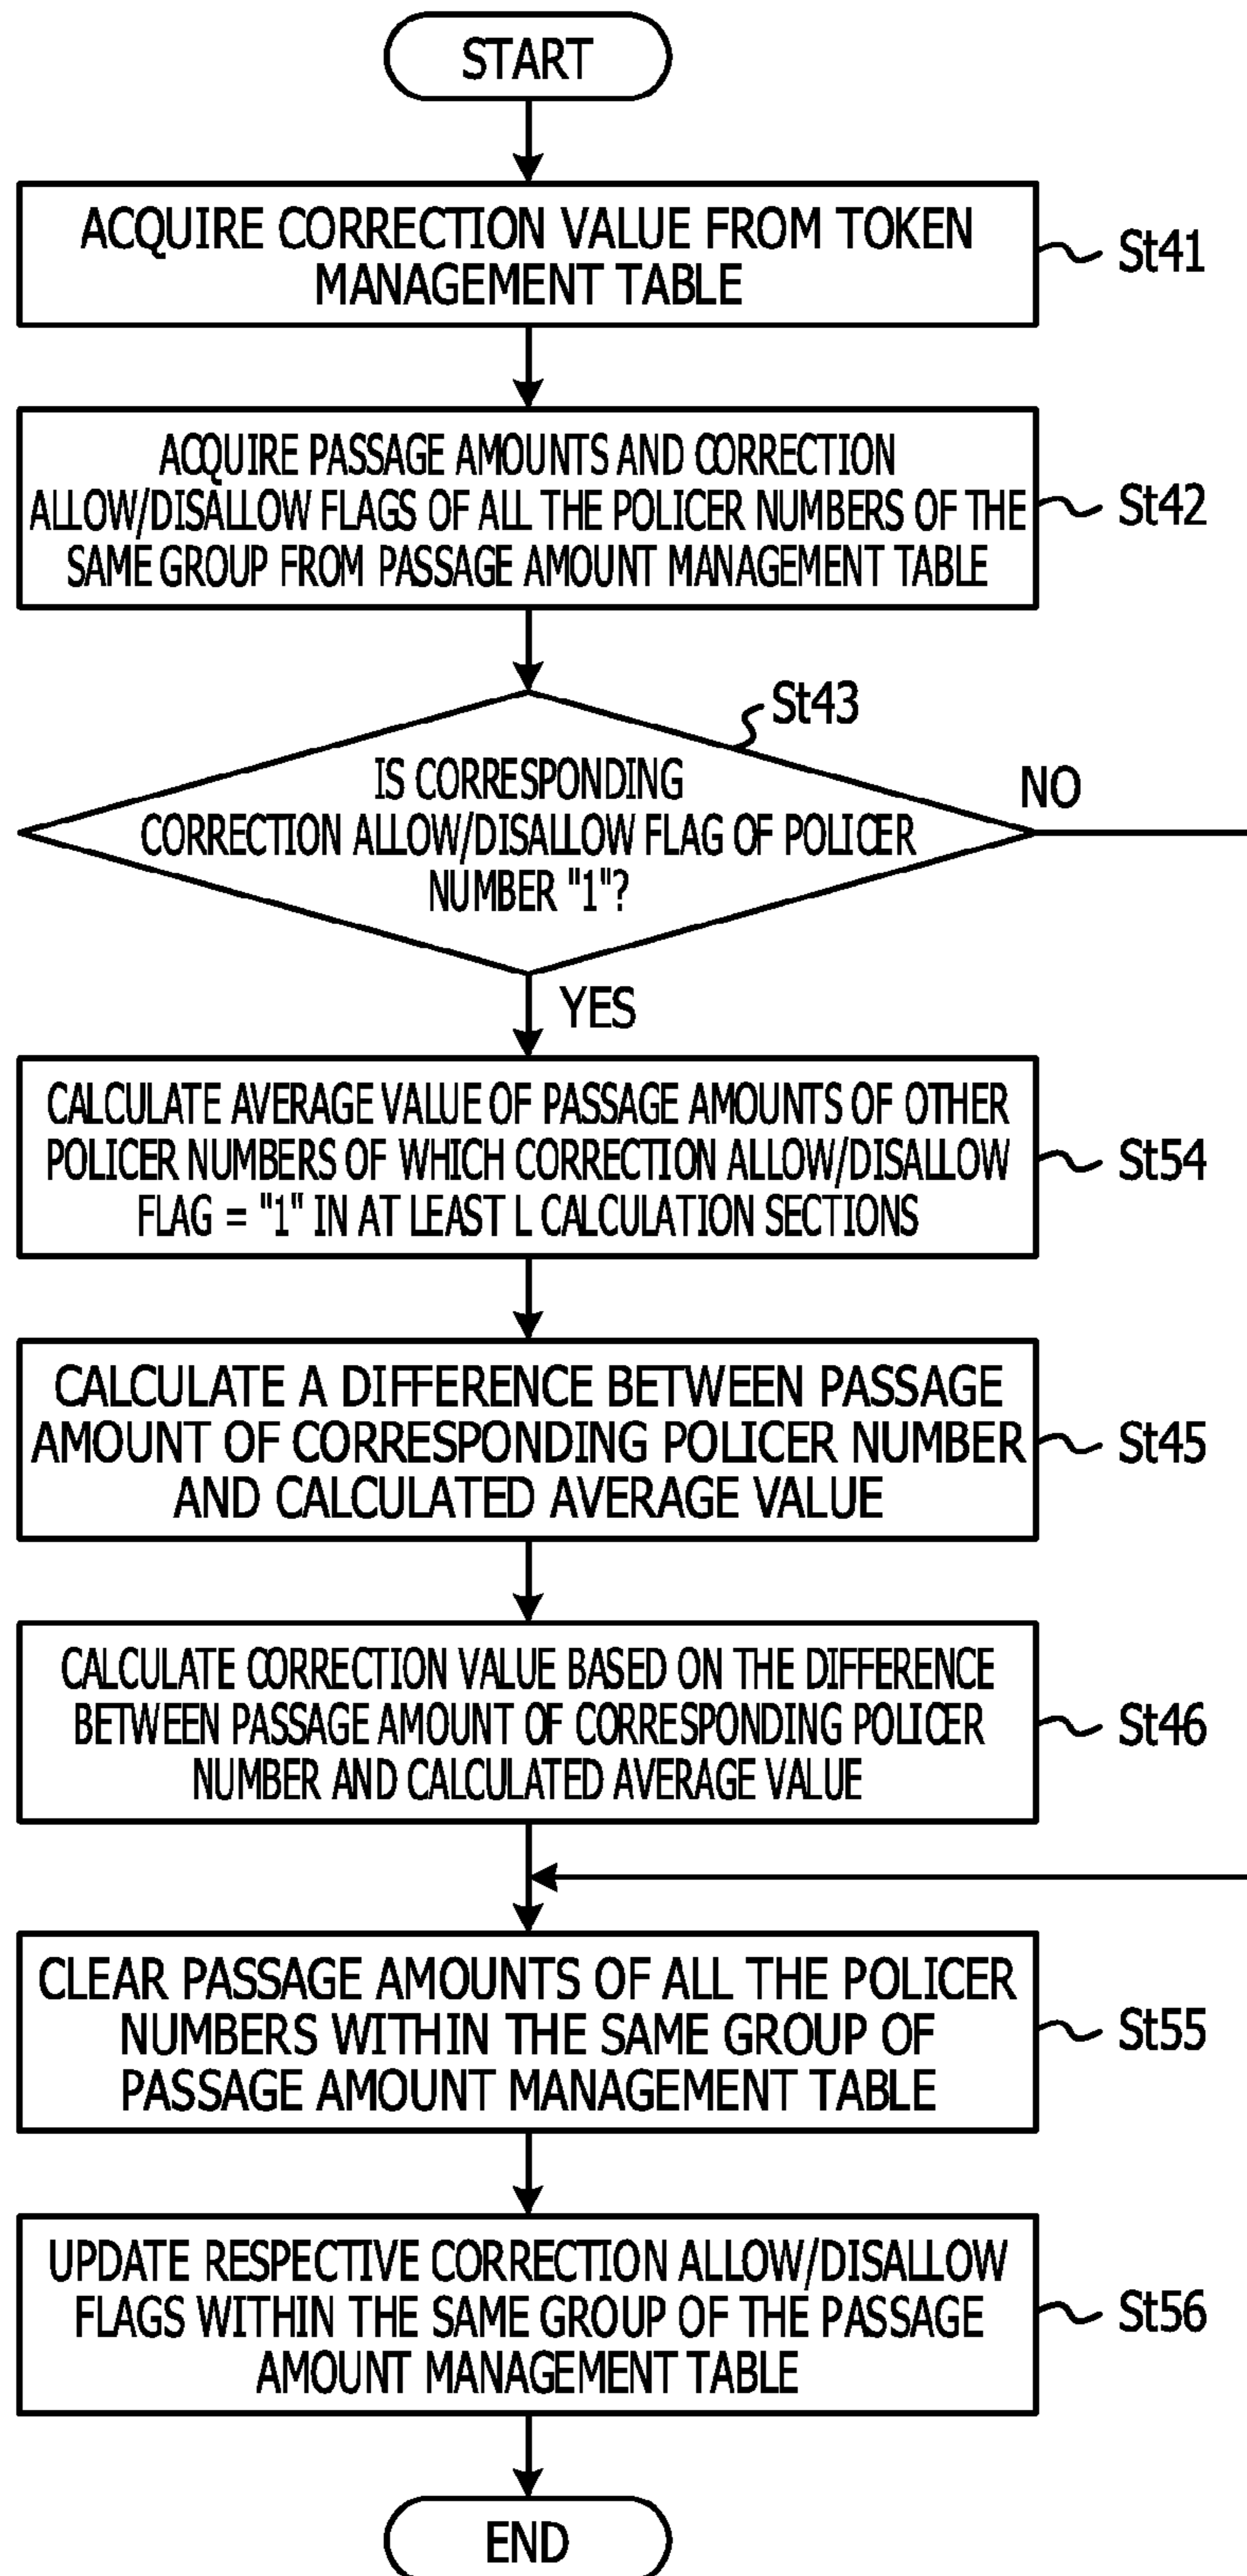 START
ACQUIRE CORRECTION VALUE FROM TOKEN
MANAGEMENT TABLE
St41
ACQUIRE PASSAGE AMOUNTS AND CORRECTION
ALLOW/DISALLOW FLAGS OF ALL THE POLICER NUMBERS OF THE
SAME GROUP FROM PASSAGE AMOUNT MANAGEMENT TABLE
St42
St43
IS CORRESPONDING
CORRECTION ALLOW/DISALLOW FLAG OF POLICER
NUMBER "1"?
NO
YES
CALCULATE AVERAGE VALUE OF PASSAGE AMOUNTS OF OTHER
POLICER NUMBERS OF WHICH CORRECTION ALLOW/DISALLOW
FLAG = "1" IN AT LEAST L CALCULATION SECTIONS
St54
CALCULATE A DIFFERENCE BETWEEN PASSAGE
AMOUNT OF CORRESPONDING POLICER NUMBER
AND CALCULATED AVERAGE VALUE
St45
CALCULATE CORRECTION VALUE BASED ON THE DIFFERENCE
BETWEEN PASSAGE AMOUNT OF CORRESPONDING POLICER
NUMBER AND CALCULATED AVERAGE VALUE
St46
CLEAR PASSAGE AMOUNTS OF ALL THE POLICER
NUMBERS WITHIN THE SAME GROUP OF
PASSAGE AMOUNT MANAGEMENT TABLE
St55
UPDATE RESPECTIVE CORRECTION ALLOW/DISALLOW
FLAGS WITHIN THE SAME GROUP OF THE PASSAGE
AMOUNT MANAGEMENT TABLE
St56
END